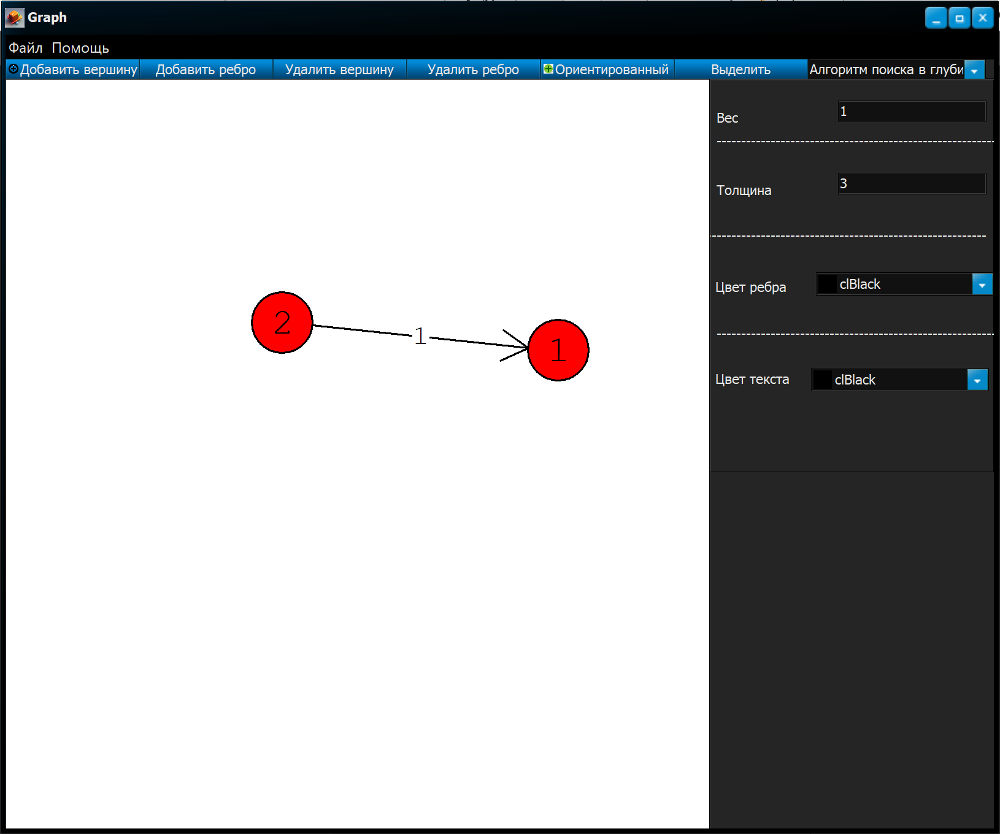 Graph
Файл Помощь
Добавить вершину Добавить ребро Удалить вершину Удалить ребро Ориентированный Выделить Алгоритм поиска в глуби
Вес 1
Толщина 3
Цвет ребра clBlack
2 1 1
Цвет текста clBlack